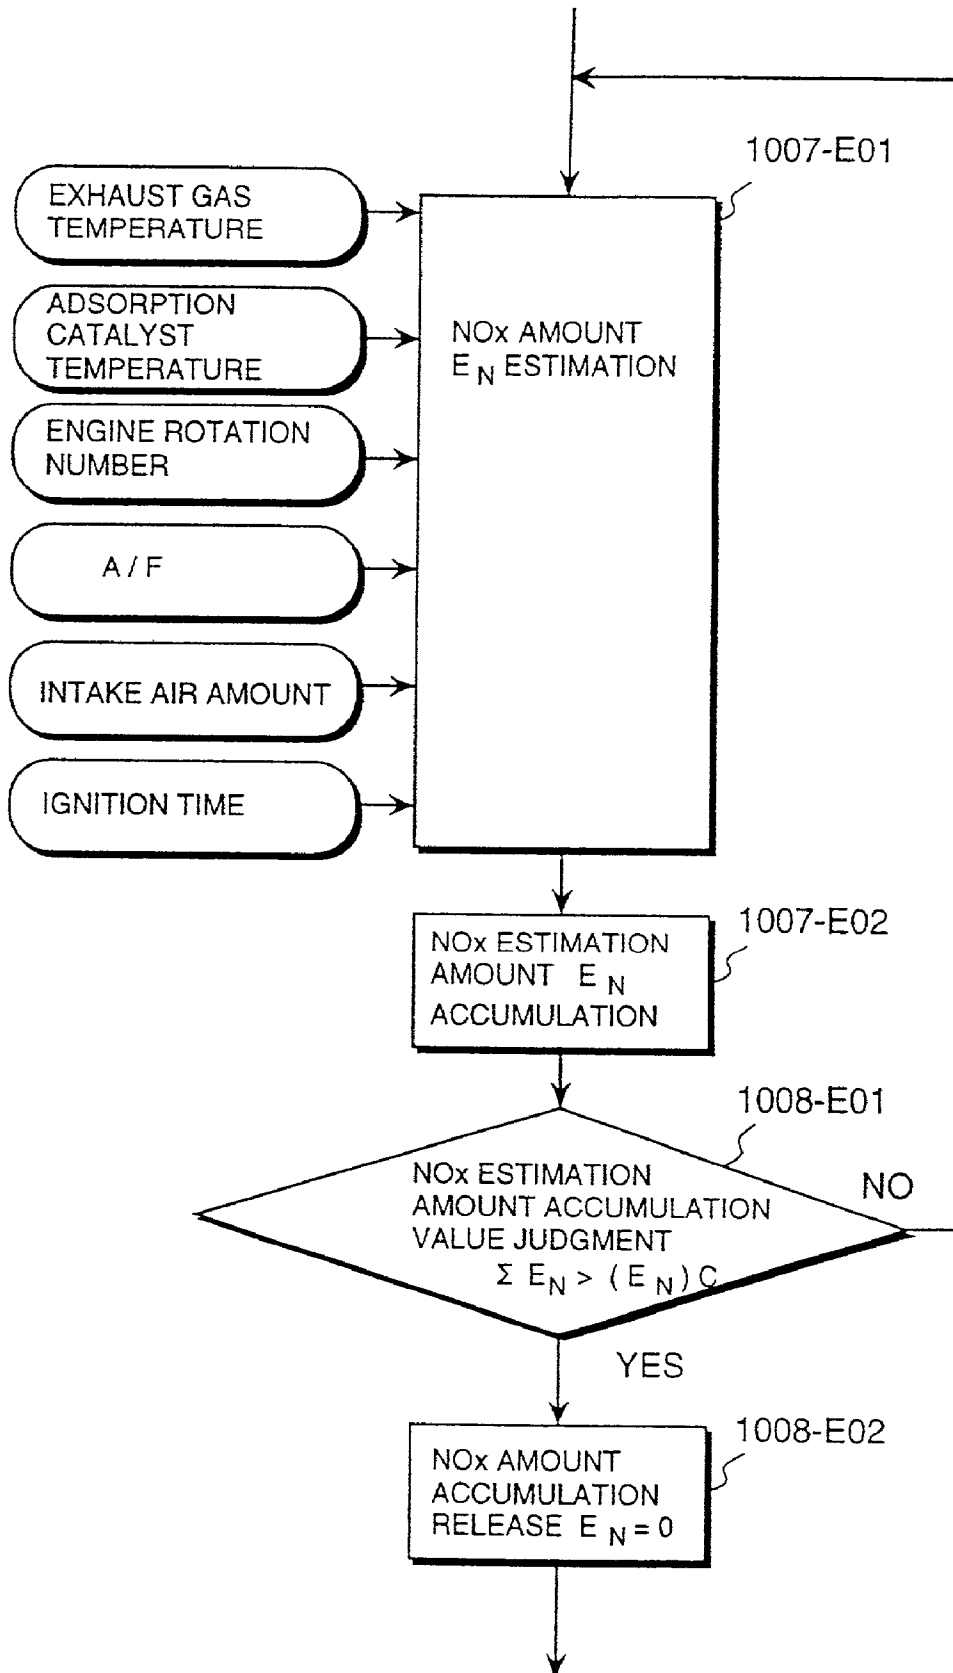 1007-E01
EXHAUST GAS
TEMPERATURE
ADSORPTION
CATALYST
TEMPERATURE
ENGINE ROTATION
NUMBER
A / F
INTAKE AIR AMOUNT
IGNITION TIME
NOx AMOUNT
E N ESTIMATION
1007-E02
NOx ESTIMATION
AMOUNT E N
ACCUMULATION
1008-E01
NOx ESTIMATION
AMOUNT ACCUMULATION
VALUE JUDGMENT
Σ E N > ( E N ) C
NO
YES
1008-E02
NOx AMOUNT
ACCUMULATION
RELEASE E N = 0